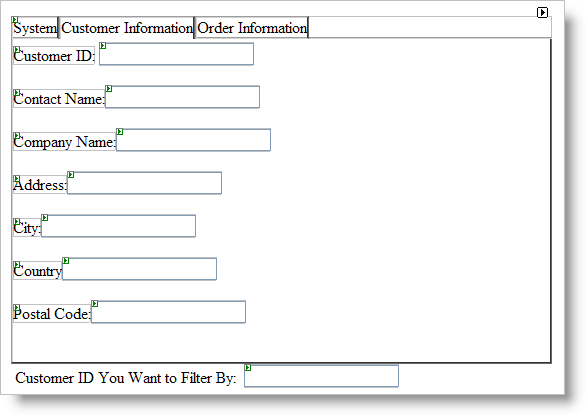 System Customer Information Order Information
Customer ID:
Contact Name:
Company Name:
Address:
City:
Country
Postal Code:
Customer ID You Want to Filter By: